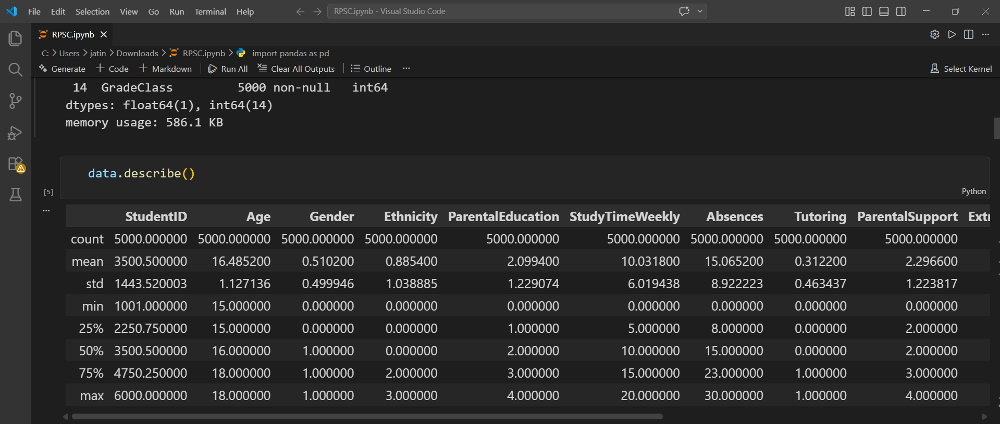 File Edit Selection View Go Run Terminal Help RPSC.ipynb - Visual Studio Code
RPSC.ipynb
C: > Users > jatin > Downloads > RPSC.ipynb > import pandas as pd
Generate + Code + Markdown Run All Clear All Outputs Outline ... Select Kernel
14 GradeClass 5000 non-null int64
dtypes: float64(1), int64(14)
memory usage: 586.1 KB
data.describe()
[5] Python
...
StudentID Age Gender Ethnicity ParentalEducation StudyTimeWeekly Absences Tutoring ParentalSupport Extr
count 5000.000000 5000.000000 5000.000000 5000.000000 5000.000000 5000.000000 5000.000000 5000.000000 5000.000000
mean 3500.500000 16.485200 0.510200 0.885400 2.099400 10.031800 15.065200 0.312200 2.296600
std 1443.520003 1.127136 0.499946 1.038885 1.229074 6.019438 8.922223 0.463437 1.223817
min 1001.000000 15.000000 0.000000 0.000000 0.000000 0.000000 0.000000 0.000000 0.000000
25% 2250.750000 15.000000 0.000000 0.000000 1.000000 5.000000 8.000000 0.000000 2.000000
50% 3500.500000 16.000000 1.000000 0.000000 2.000000 10.000000 15.000000 0.000000 2.000000
75% 4750.250000 18.000000 1.000000 2.000000 3.000000 15.000000 23.000000 1.000000 3.000000
max 6000.000000 18.000000 1.000000 3.000000 4.000000 20.000000 30.000000 1.000000 4.000000